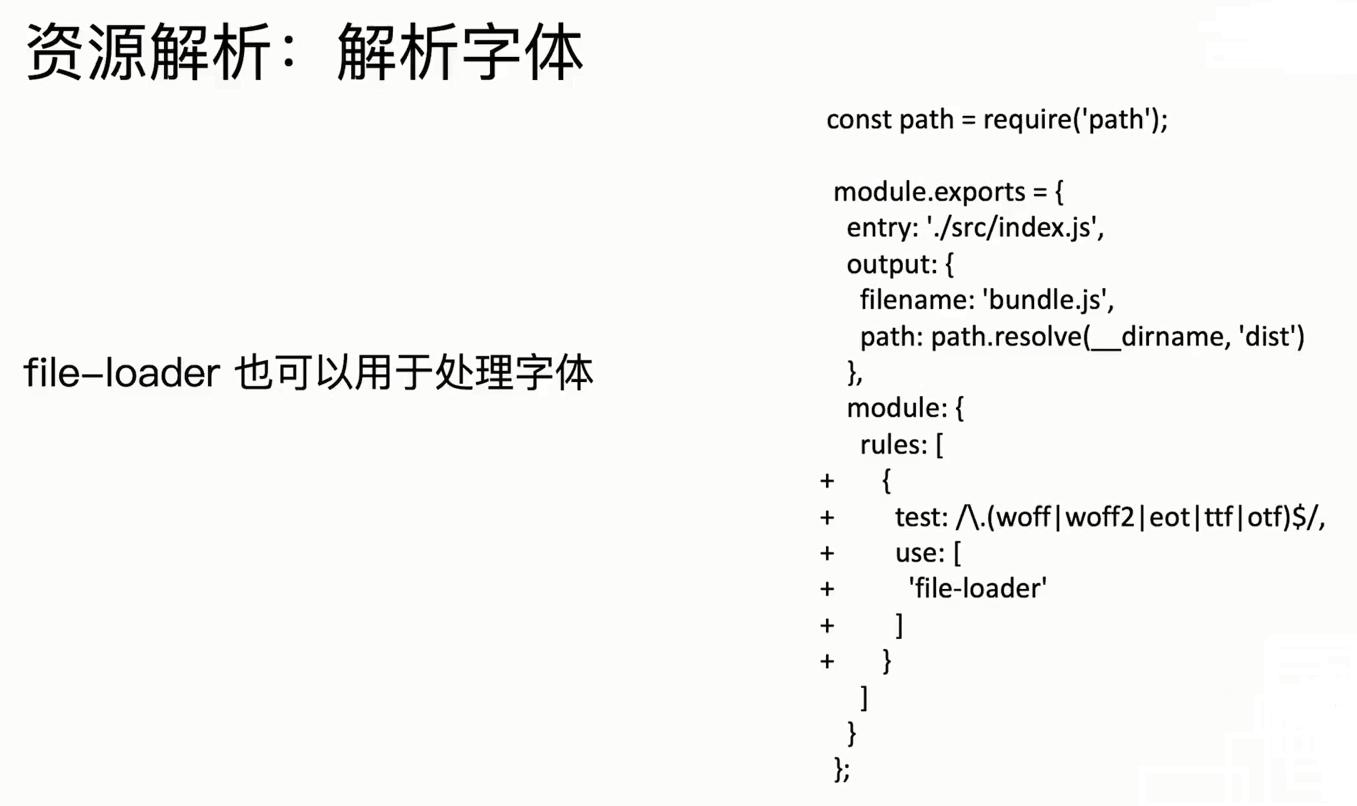 资源解析：解析字体
file-loader 也可以用于处理字体
const path = require('path');
module.exports = {
entry: './src/index.js',
output: {
filename: 'bundle.js',
path: path.resolve(__dirname, 'dist')
},
module: {
rules: [
+ {
+ test: /\.(woff|woff2|eot|ttf|otf)$/,
+ use: [
+ 'file-loader'
+ ]
+ }
]
}
};